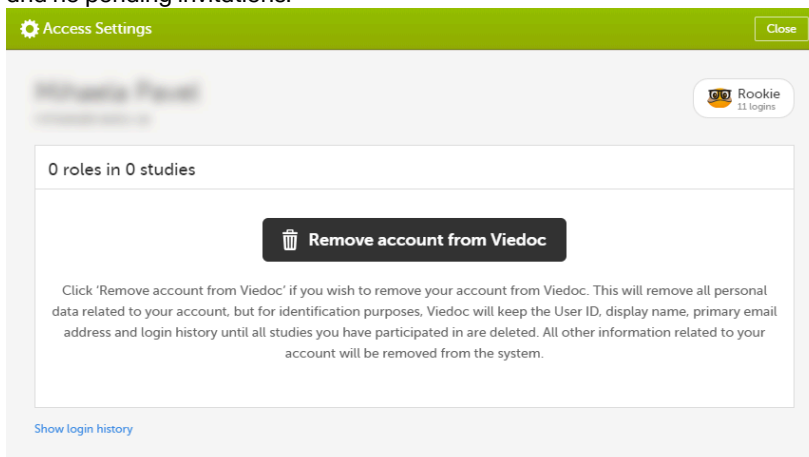 and no pending invitations.
Access Settings
Close
Rookie
11 logins
0 roles in 0 studies
Remove account from Viedoc
Click 'Remove account from Viedoc' if you wish to remove your account from Viedoc. This will remove all personal
data related to your account, but for identification purposes, Viedoc will keep the User ID, display name, primary email
address and login history until all studies you have participated in are deleted. All other information related to your
account will be removed from the system.
Show login history